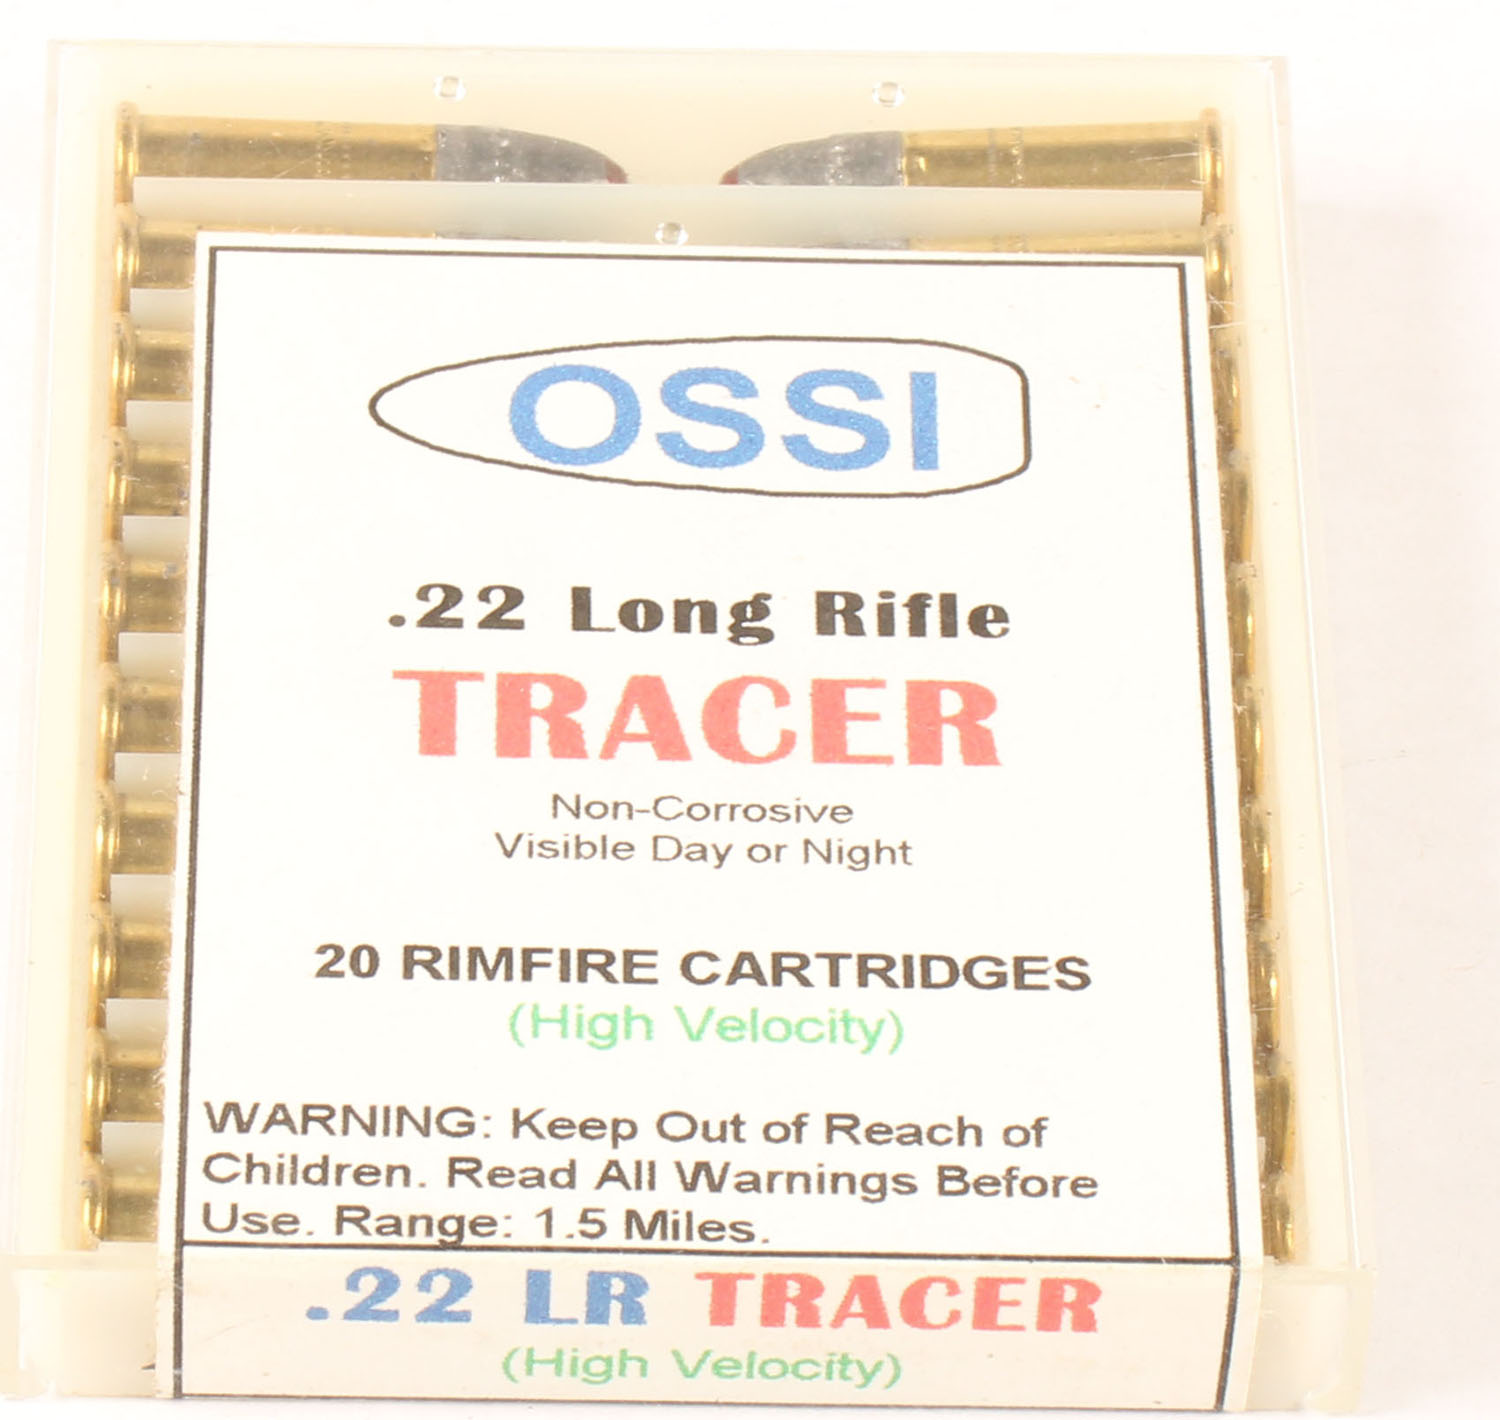 OSSI
.22 Long Rifle
TRACER
Non-Corrosive
Visible Day or Night
20 RIMFIRE CARTRIDGES
(High Velocity)
WARNING: Keep Out of Reach of
Children. Read All Warnings Before
Use. Range: 1.5 Miles.
.22 LR TRACER
(High Velocity)